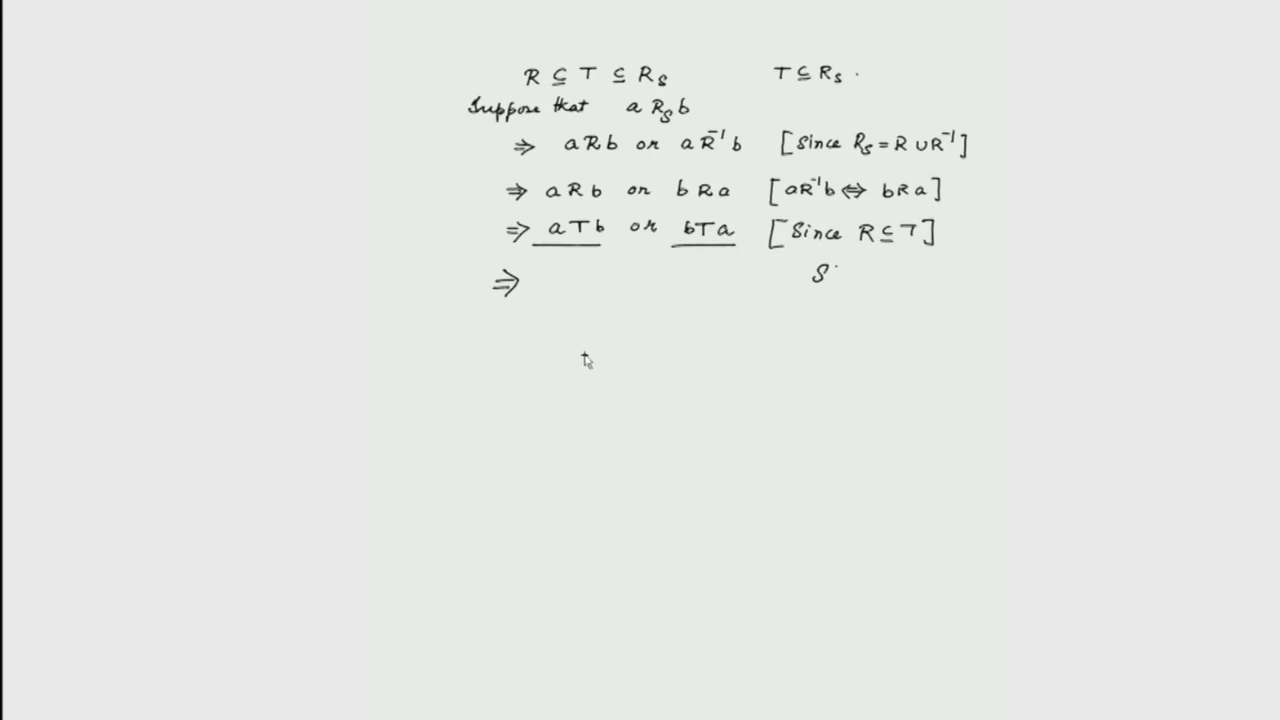 R ⊆ T ⊆ R_S T ⊆ R_S .
Suppose that a R_S b
⇒ a R b or a R⁻¹ b [Since R_S = R ∪ R⁻¹]
⇒ a R b or b R a [a R⁻¹ b ⇔ b R a]
⇒ a T b or b T a [Since R ⊆ T]
⇒ S